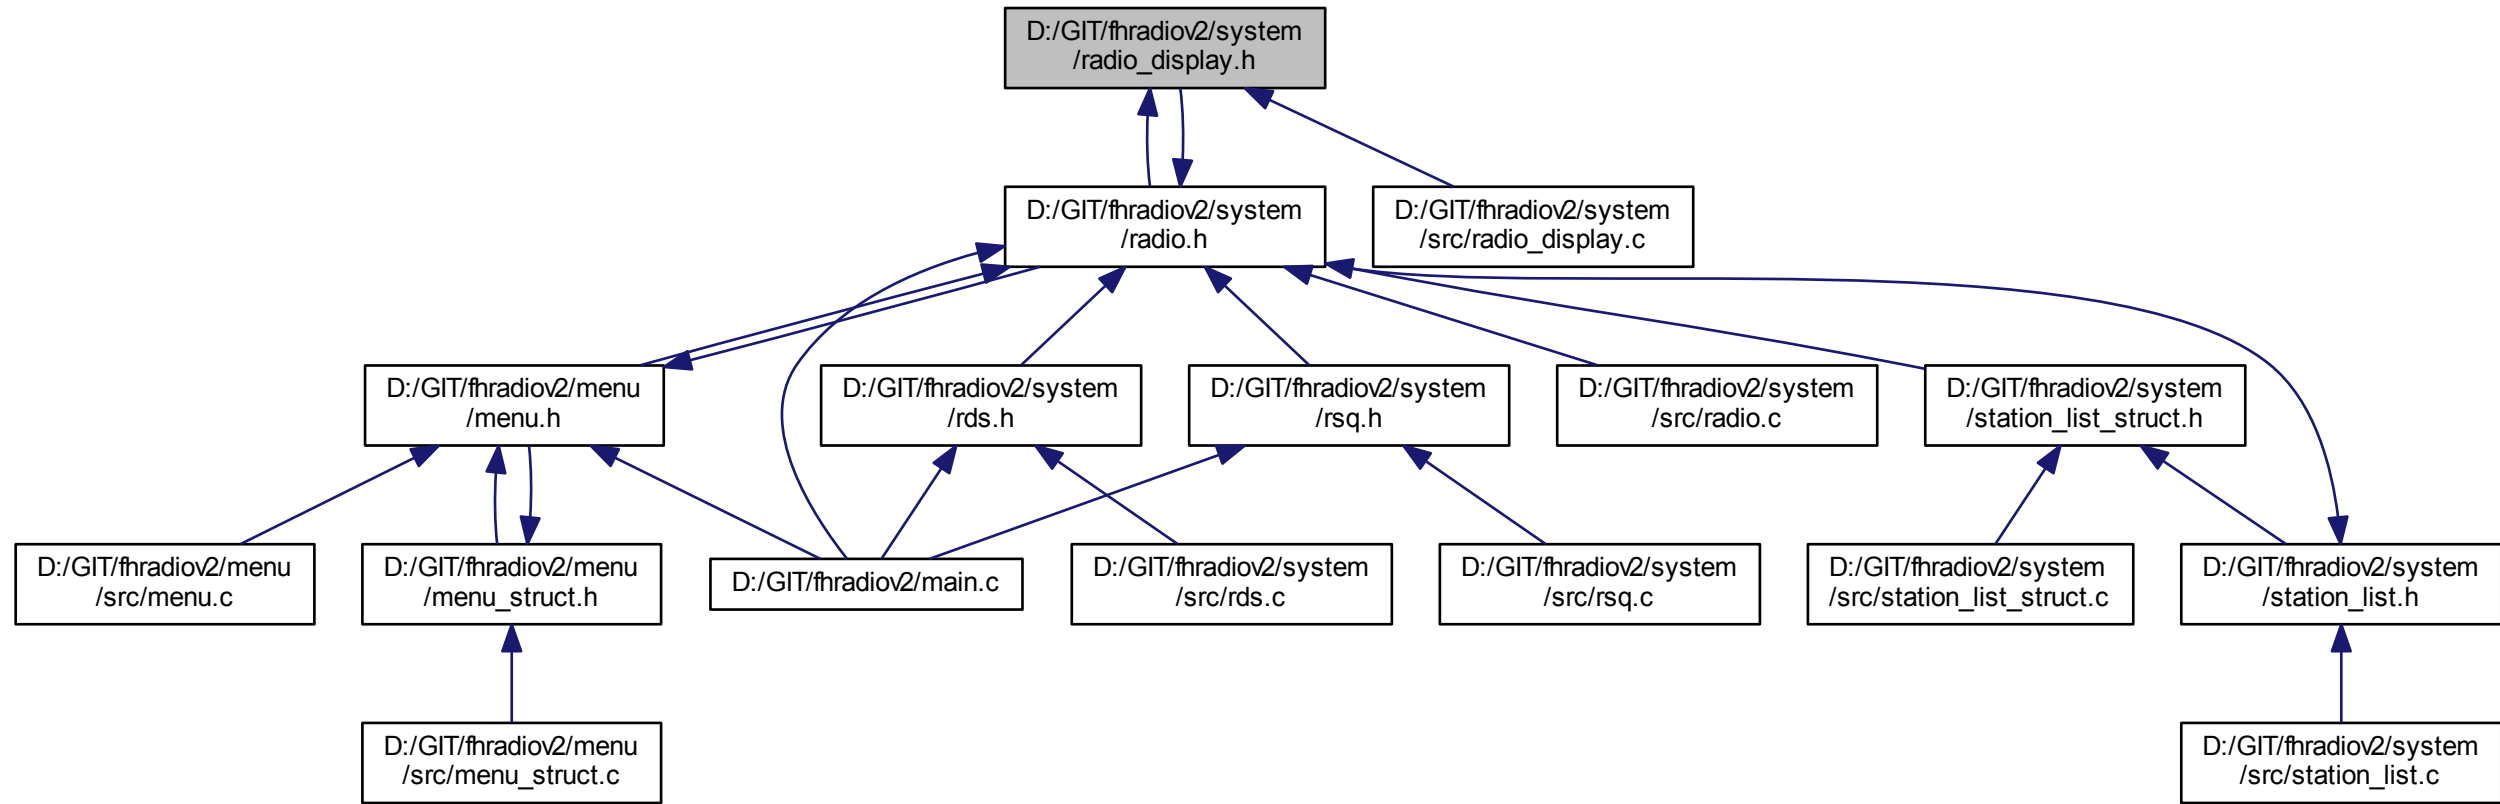 D:/GIT/fhradiov2/system
/radio_display.h
D:/GIT/fhradiov2/system
/radio.h
D:/GIT/fhradiov2/system
/src/radio_display.c
D:/GIT/fhradiov2/menu
/menu.h
D:/GIT/fhradiov2/system
/rds.h
D:/GIT/fhradiov2/system
/rsq.h
D:/GIT/fhradiov2/system
/src/radio.c
D:/GIT/fhradiov2/system
/station_list_struct.h
D:/GIT/fhradiov2/menu
/src/menu.c
D:/GIT/fhradiov2/menu
/menu_struct.h
D:/GIT/fhradiov2/main.c
D:/GIT/fhradiov2/system
/src/rds.c
D:/GIT/fhradiov2/system
/src/rsq.c
D:/GIT/fhradiov2/system
/src/station_list_struct.c
D:/GIT/fhradiov2/system
/station_list.h
D:/GIT/fhradiov2/menu
/src/menu_struct.c
D:/GIT/fhradiov2/system
/src/station_list.c